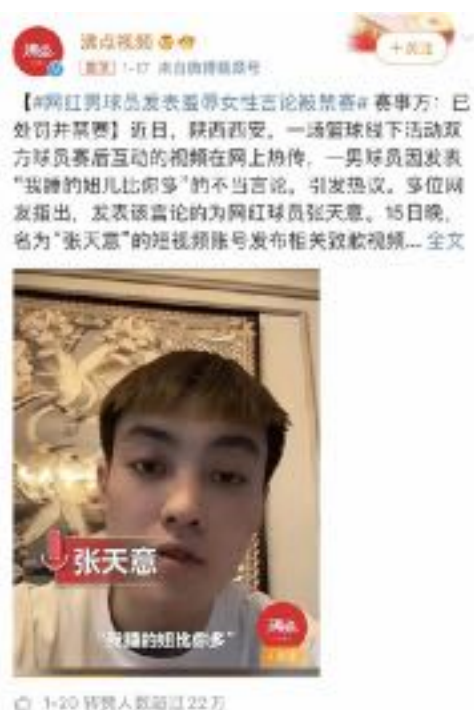 沸点
沸点视频
+关注
1-17 来自微博视频号
【#网红男球员发表羞辱女性言论被禁赛# 赛事方：已
处罚并禁赛】近日，陕西西安，一场篮球线下活动双
方球员赛后互动的视频在网上热传，一男球员因发表
“我睡的妞儿比你多”的不当言论，引发热议。多位网
友指出，发表该言论的为网红球员张天意。15日晚，
名为“张天意”的短视频账号发布相关致歉视频... 全文
张天意
“我睡的妞比你多”
沸点
1-20 转赞人数超过22万